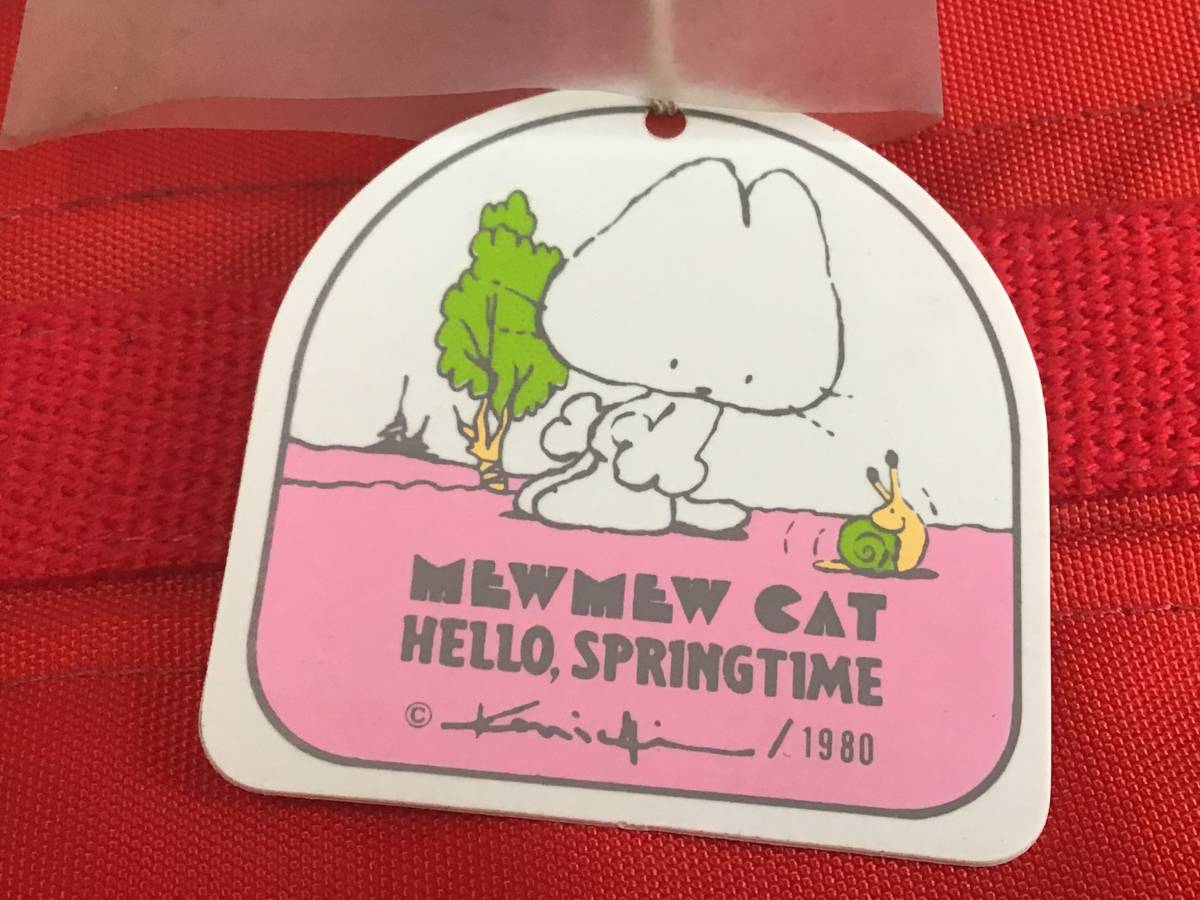 MEWMEW CAT
HELLO, SPRINGTIME
© / 1980